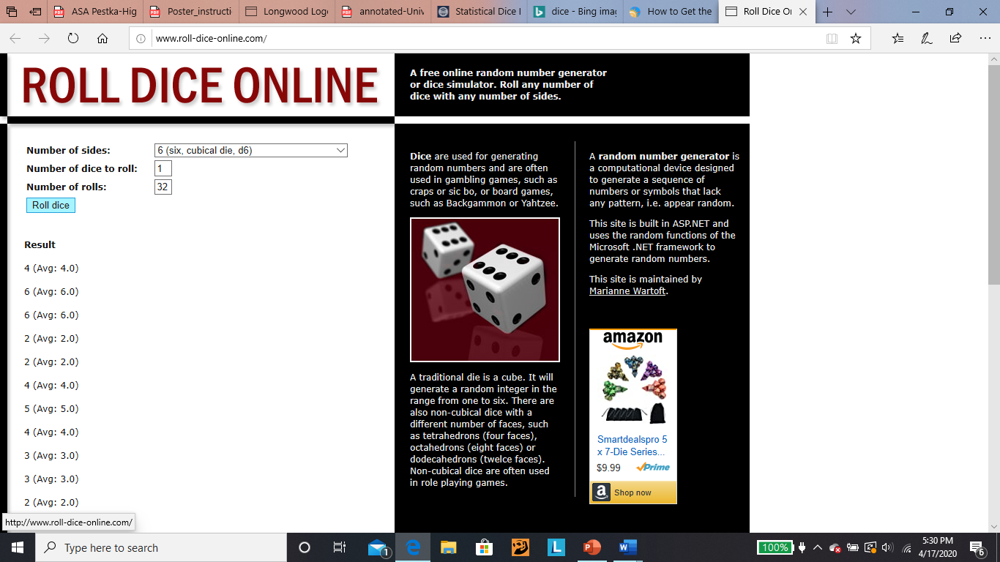 ASA Pestka-Hig
Poster_instructi
Longwood Log
annotated-Univ
Statistical Dice
dice - Bing imag
How to Get the
Roll Dice O
www.roll-dice-online.com/
ROLL DICE ONLINE
A free online random number generator
or dice simulator. Roll any number of
dice with any number of sides.
Number of sides:
6 (six, cubical die, d6)
Number of dice to roll:
1
Number of rolls:
32
Roll dice
Result
4 (Avg: 4.0)
6 (Avg: 6.0)
6 (Avg: 6.0)
2 (Avg: 2.0)
2 (Avg: 2.0)
4 (Avg: 4.0)
5 (Avg: 5.0)
4 (Avg: 4.0)
3 (Avg: 3.0)
3 (Avg: 3.0)
2 (Avg: 2.0)
http://www.roll-dice-online.com/
Dice are used for generating
random numbers and are often
used in gambling games, such as
craps or sic bo, or board games,
such as Backgammon or Yahtzee.
A traditional die is a cube. It will
generate a random integer in the
range from one to six. There are
also non-cubical dice with a
different number of faces, such
as tetrahedrons (four faces),
octahedrons (eight faces) or
dodecahedrons (twelce faces).
Non-cubical dice are often used
in role playing games.
A random number generator is
a computational device designed
to generate a sequence of
numbers or symbols that lack
any pattern, i.e. appear random.
This site is built in ASP.NET and
uses the random functions of the
Microsoft .NET framework to
generate random numbers.
This site is maintained by
Marianne Wartoft.
amazon
Smartdealspro 5
x 7-Die Series...
$9.99
Prime
a
Shop now
Type here to search
1
L
100%
5:30 PM
4/17/2020
6